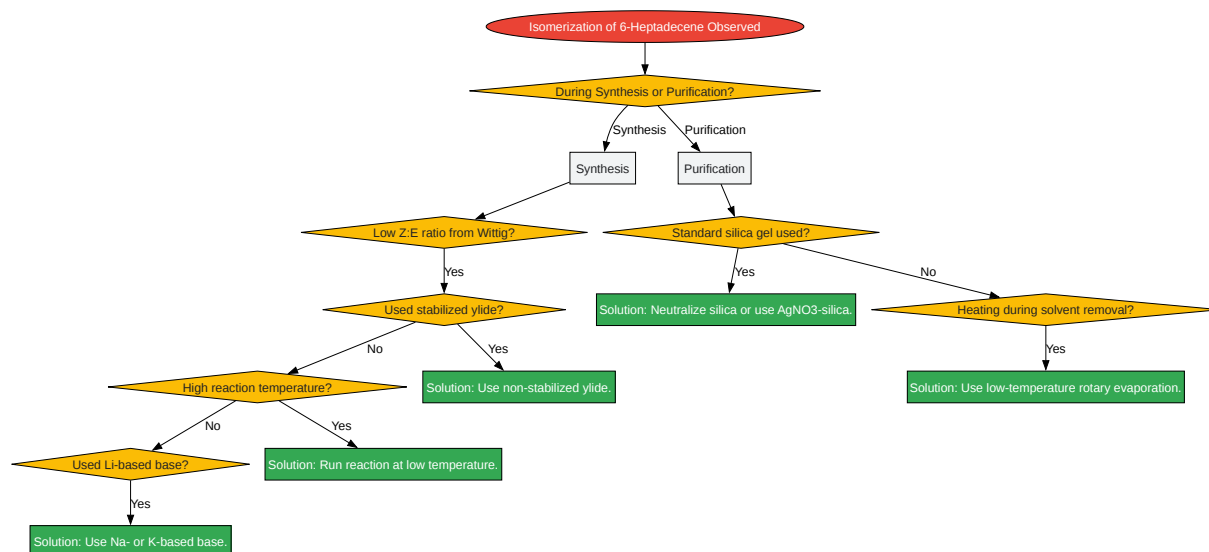 Isomerization of 6-Heptadecene Observed
During Synthesis or Purification?
Synthesis
Purification
Synthesis
Purification
Low Z:E ratio from Wittig?
Standard silica gel used?
Yes
Yes
No
Used stabilized ylide?
Solution: Neutralize silica or use AgNO3-silica.
Heating during solvent removal?
No
Yes
Yes
High reaction temperature?
Solution: Use non-stabilized ylide.
Solution: Use low-temperature rotary evaporation.
No
Yes
Used Li-based base?
Solution: Run reaction at low temperature.
Yes
Solution: Use Na- or K-based base.